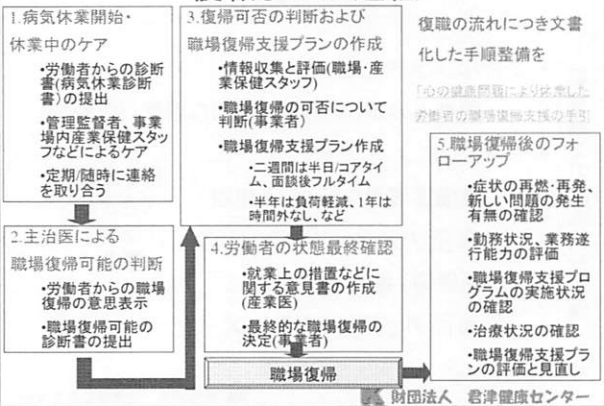 1.病気休業開始・
休業中のケア
・労働者からの診断
書(病気休業診断
書)の提出
・管理監督者、事業
場内産業保健スタッ
フなどによるケア
・定期/随時に連絡
を取り合う
2.主治医による
職場復帰可能の判断
・労働者からの職場
復帰の意思表示
・職場復帰可能の
診断書の提出
3.復帰可否の判断および
職場復帰支援プランの作成
・情報収集と評価(職場・産
業保健スタッフ)
・職場復帰の可否について
判断(事業者)
・職場復帰支援プラン作成
・二週間は半日/コアタイ
ム、面談後フルタイム
・半年は負荷軽減、1年は
時間外なし、など
4.労働者の状態最終確認
・就業上の措置などに
関する意見書の作成
(産業医)
・最終的な職場復帰の
決定(事業者)
職場復帰
復職の流れにつき文書
化した手順整備を
「心の健康問題により休業した
労働者の職場復帰支援の手引
5.職場復帰後のフォ
ローアップ
・症状の再燃・再発、
新しい問題の発生
有無の確認
・勤務状況、業務遂
行能力の評価
・職場復帰支援プロ
グラムの実施状況
の確認
・治療状況の確認
・職場復帰支援プラ
ンの評価と見直し
財団法人 君津健康センター